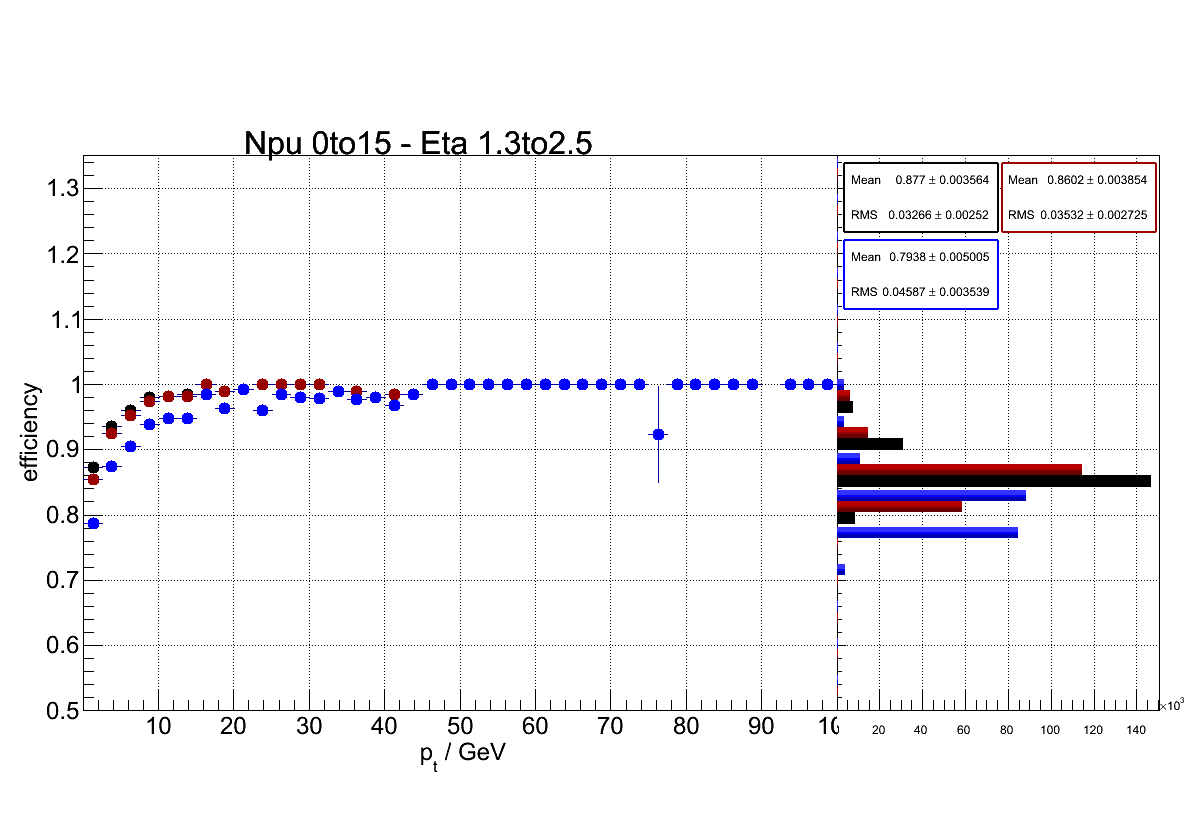 Npu 0to15 - Eta 1.3to2.5
1.3
1.2
1.1
1
0.9
0.8
0.7
0.6
0.5
efficiency
10 20 30 40 50 60 70 80 90
p_t / GeV
Mean 0.877 ± 0.003564
RMS 0.03266 ± 0.00252
Mean 0.8602 ± 0.003854
RMS 0.03532 ± 0.002725
Mean 0.7938 ± 0.005005
RMS 0.04587 ± 0.003539
20 40 60 80 100 120 140
×10³